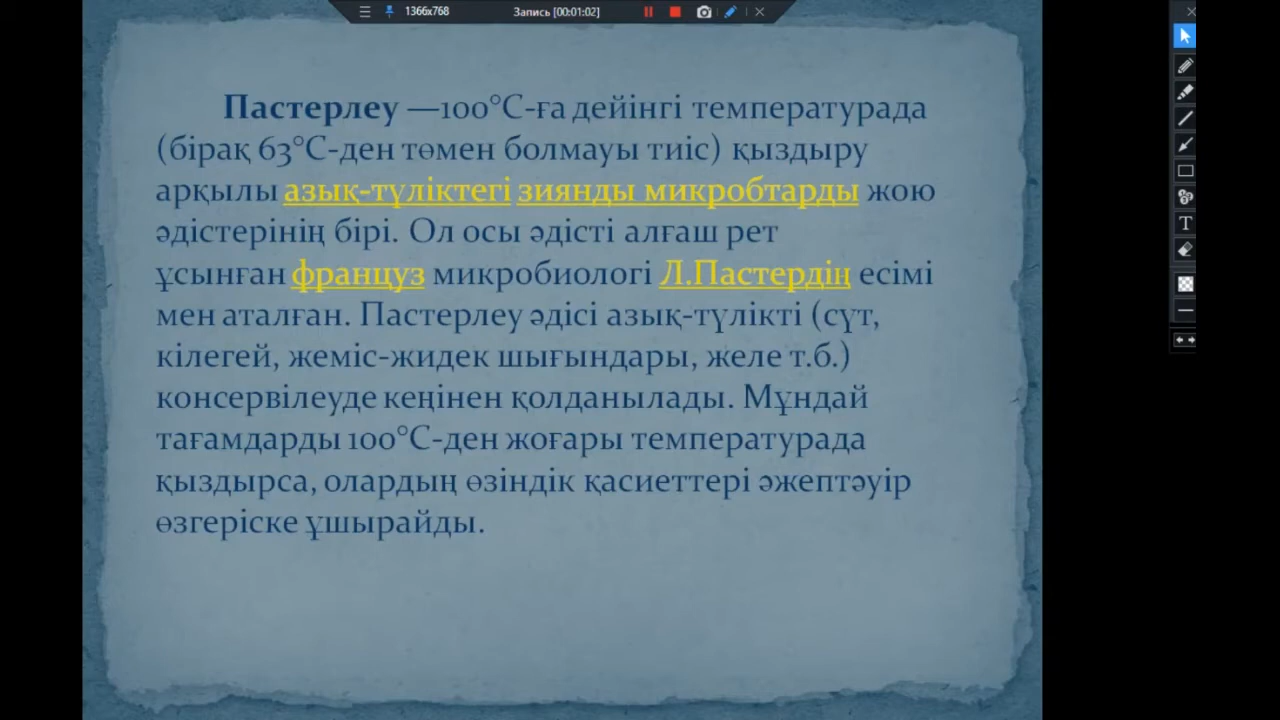 1366x768 Запись [00:01:02]
Пастерлеу —100°C-ға дейінгі температурада
(бірақ 63°C-ден төмен болмауы тиіс) қыздыру
арқылы азық-түліктегі зиянды микробтарды жою
әдістерінің бірі. Ол осы әдісті алғаш рет
ұсынған француз микробиологі Л.Пастердің есімі
мен аталған. Пастерлеу әдісі азық-түлікті (сүт,
кілегей, жеміс-жидек шығындары, желе т.б.)
консервілеуде кеңінен қолданылады. Мұндай
тағамдарды 100°C-ден жоғары температурада
қыздырса, олардың өзіндік қасиеттері әжептәуір
өзгеріске ұшырайды.